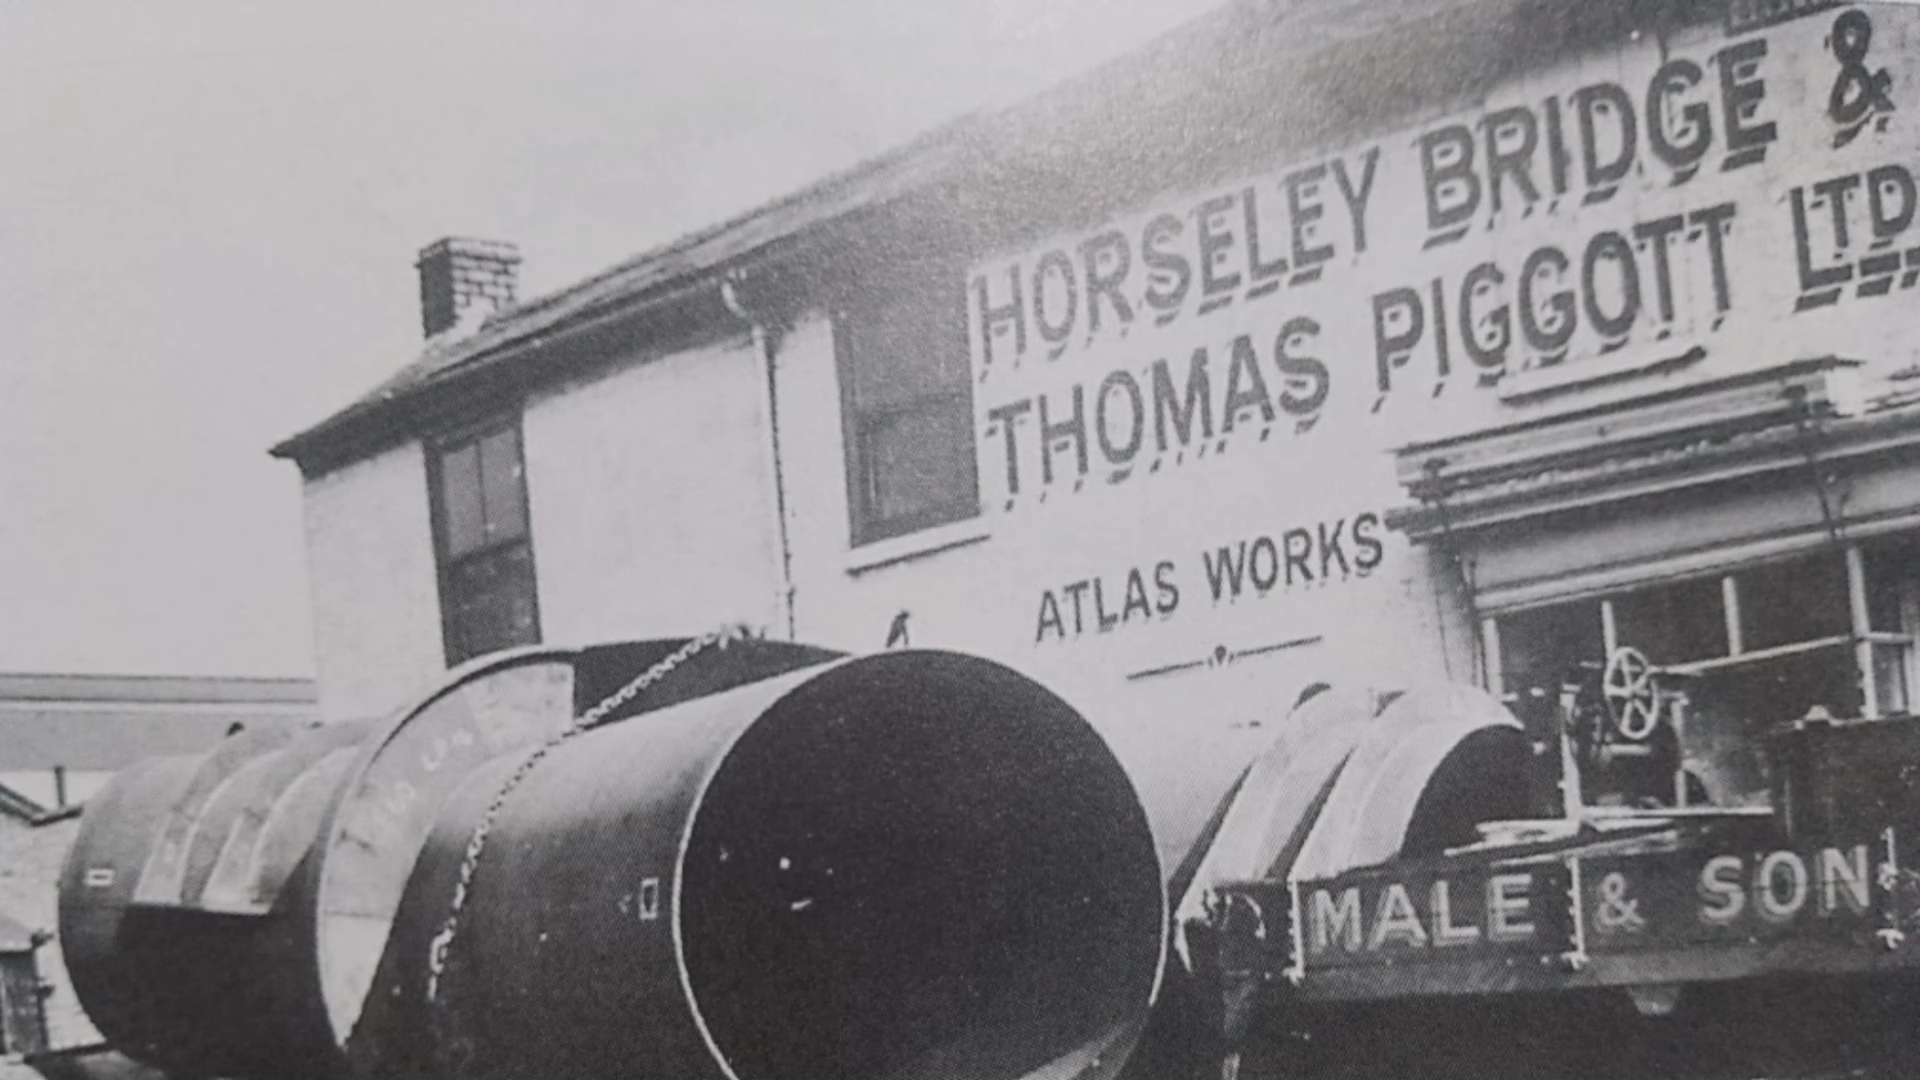 HORSELEY BRIDGE &
THOMAS PIGGOTT LTD
ATLAS WORKS
MALE & SON